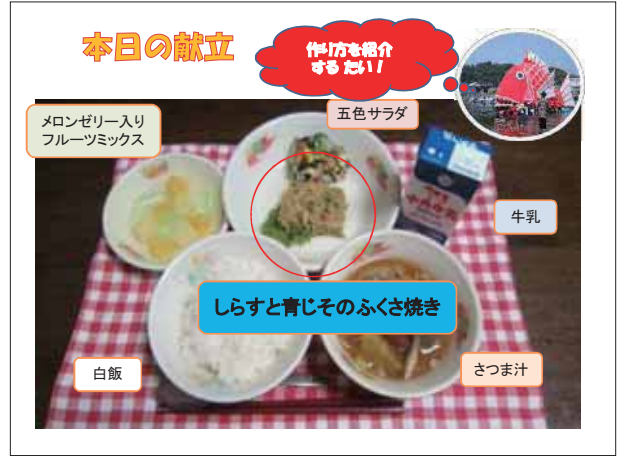 本日の献立
作り方を紹介
する たい!
メロンゼリー入り
フルーツミックス
五色サラダ
牛乳
しらすと青じそのふくさ焼き
白飯
さつま汁